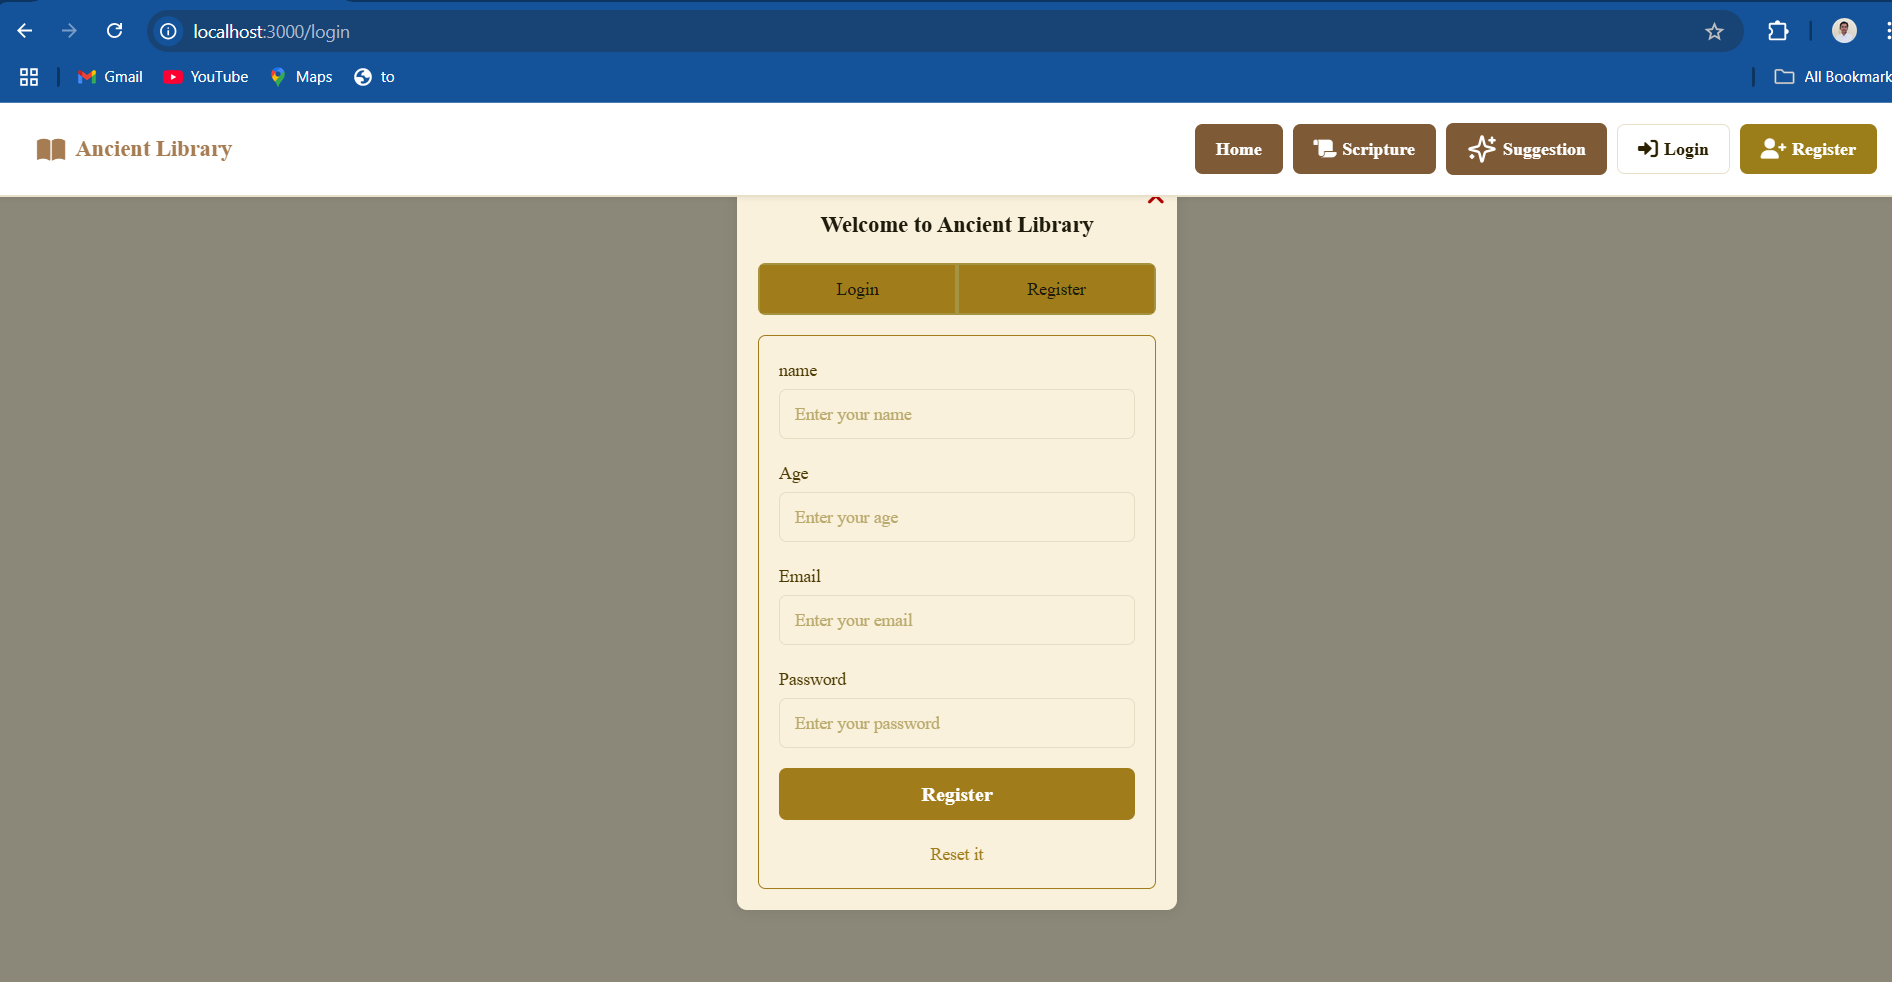 localhost:3000/login
Gmail YouTube Maps to All Bookmark
Ancient Library Home Scripture Suggestion Login Register
Welcome to Ancient Library
Login Register
name
Enter your name
Age
Enter your age
Email
Enter your email
Password
Enter your password
Register
Reset it